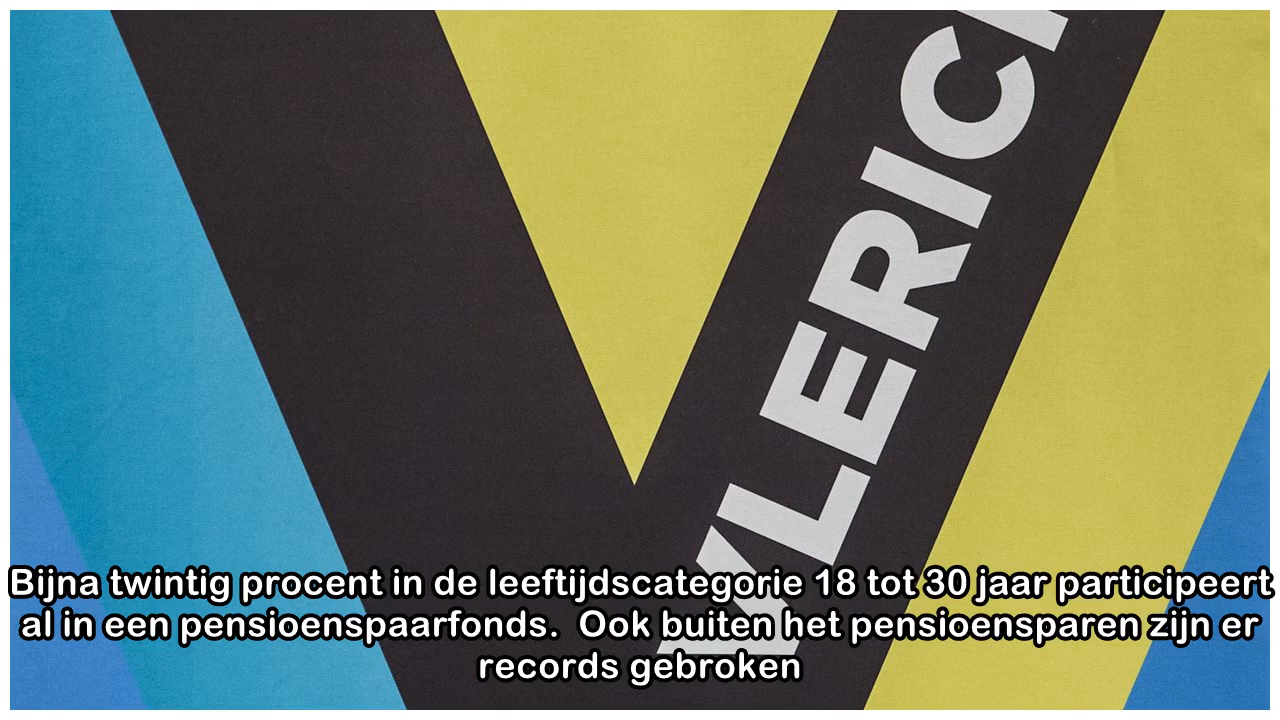 VLERICK
Bijna twintig procent in de leeftijdscategorie 18 tot 30 jaar participeert
al in een pensioenspaarfonds. Ook buiten het pensioensparen zijn er
records gebroken